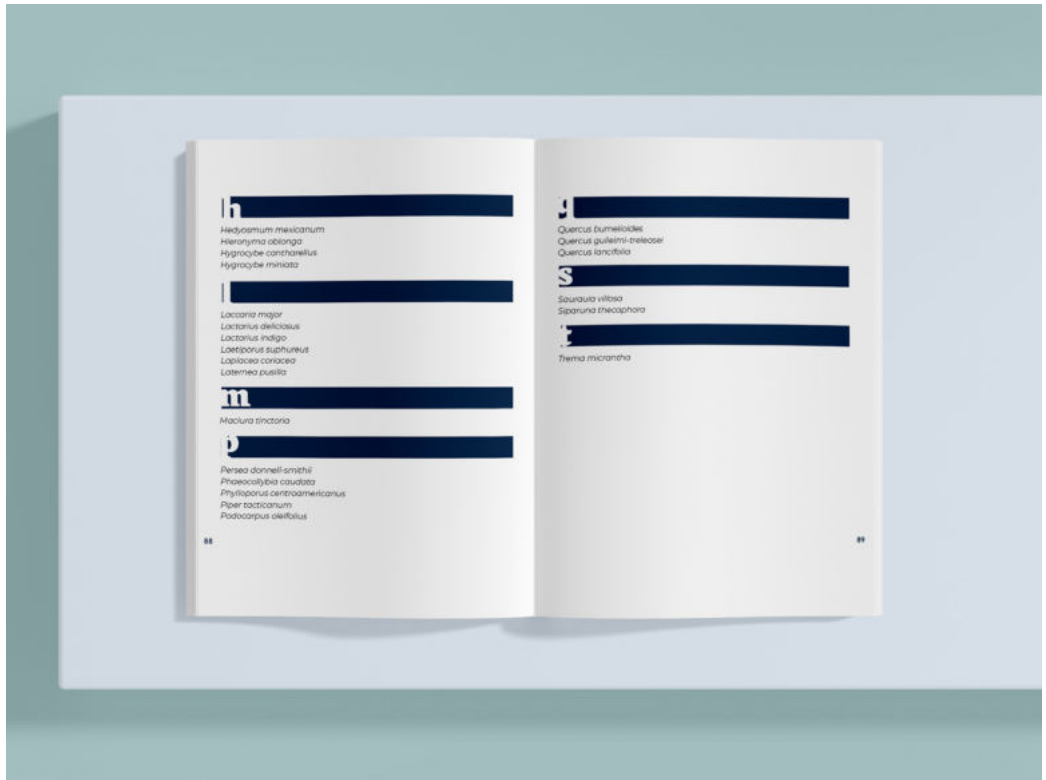 h
Hedyosmum mexicanum
Hieronyma oblonga
Hygrocybe cantharellus
Hygrocybe miniata
l
Laccaria major
Lactarius deliciosus
Lactarius indigo
Laetiporus suphureus
Laplacea coriacea
Laternea pusilla
m
Maclura tinctoria
p
Persea donnell-smithii
Phaeocollybia caudata
Phylloporus centroamericanus
Piper tacticanum
Podocarpus oleifolius
88
q
Quercus bumelioides
Quercus guileimi-treleasei
Quercus lancifolia
s
Sauraula villosa
Siparuna thecaphora
t
Trema micrantha
89